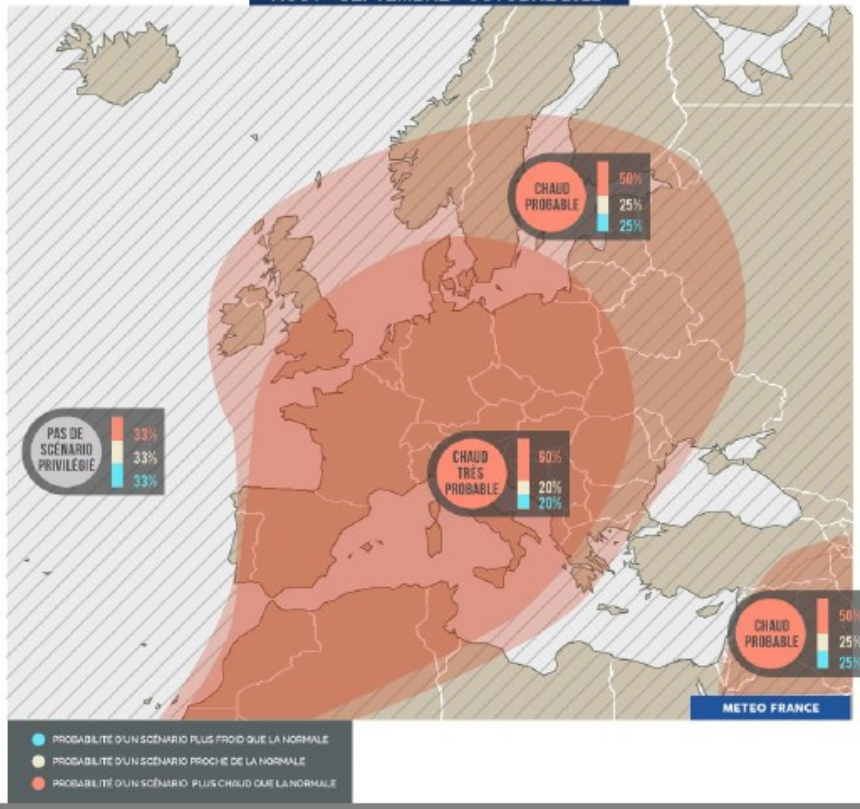 CHAUD
PROBABLE
50%
25%
25%
PAS DE
SCÉNARIO
PRIVILÉGIÉ
33%
33%
33%
CHAUD
TRÉS
PROBABLE
60%
20%
20%
CHAUD
PROBABLE
50%
25%
25%
METEO FRANCE
PROBABILITÉ D'UN SCÉNARIO PLUS FROID QUE LA NORMALE
PROBABILITÉ D'UN SCÉNARIO PROCHE DE LA NORMALE
PROBABILITÉ D'UN SCÉNARIO PLUS CHAUD QUE LA NORMALE